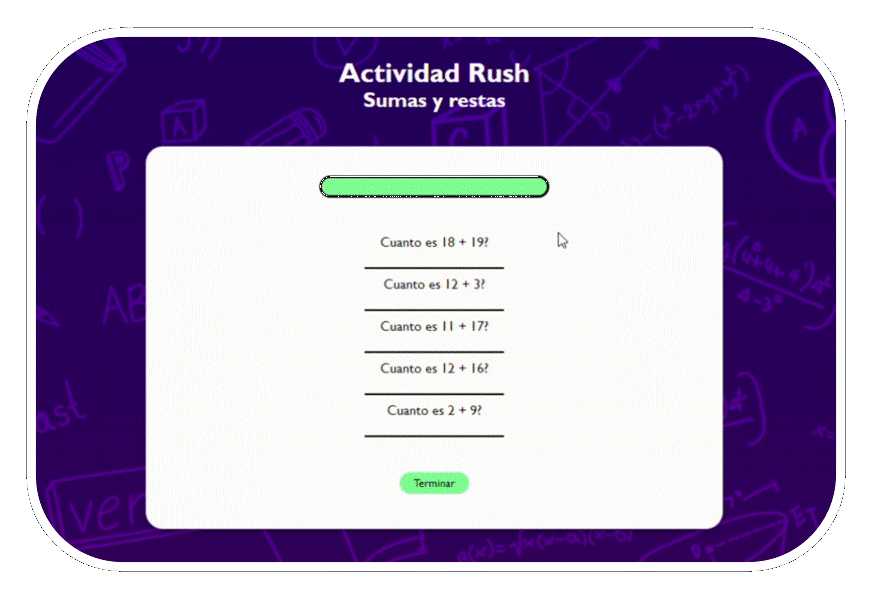 Actividad Rush
Sumas y restas
Cuanto es 18 + 19?
Cuanto es 12 + 3?
Cuanto es 11 + 17?
Cuanto es 12 + 16?
Cuanto es 2 + 9?
Terminar